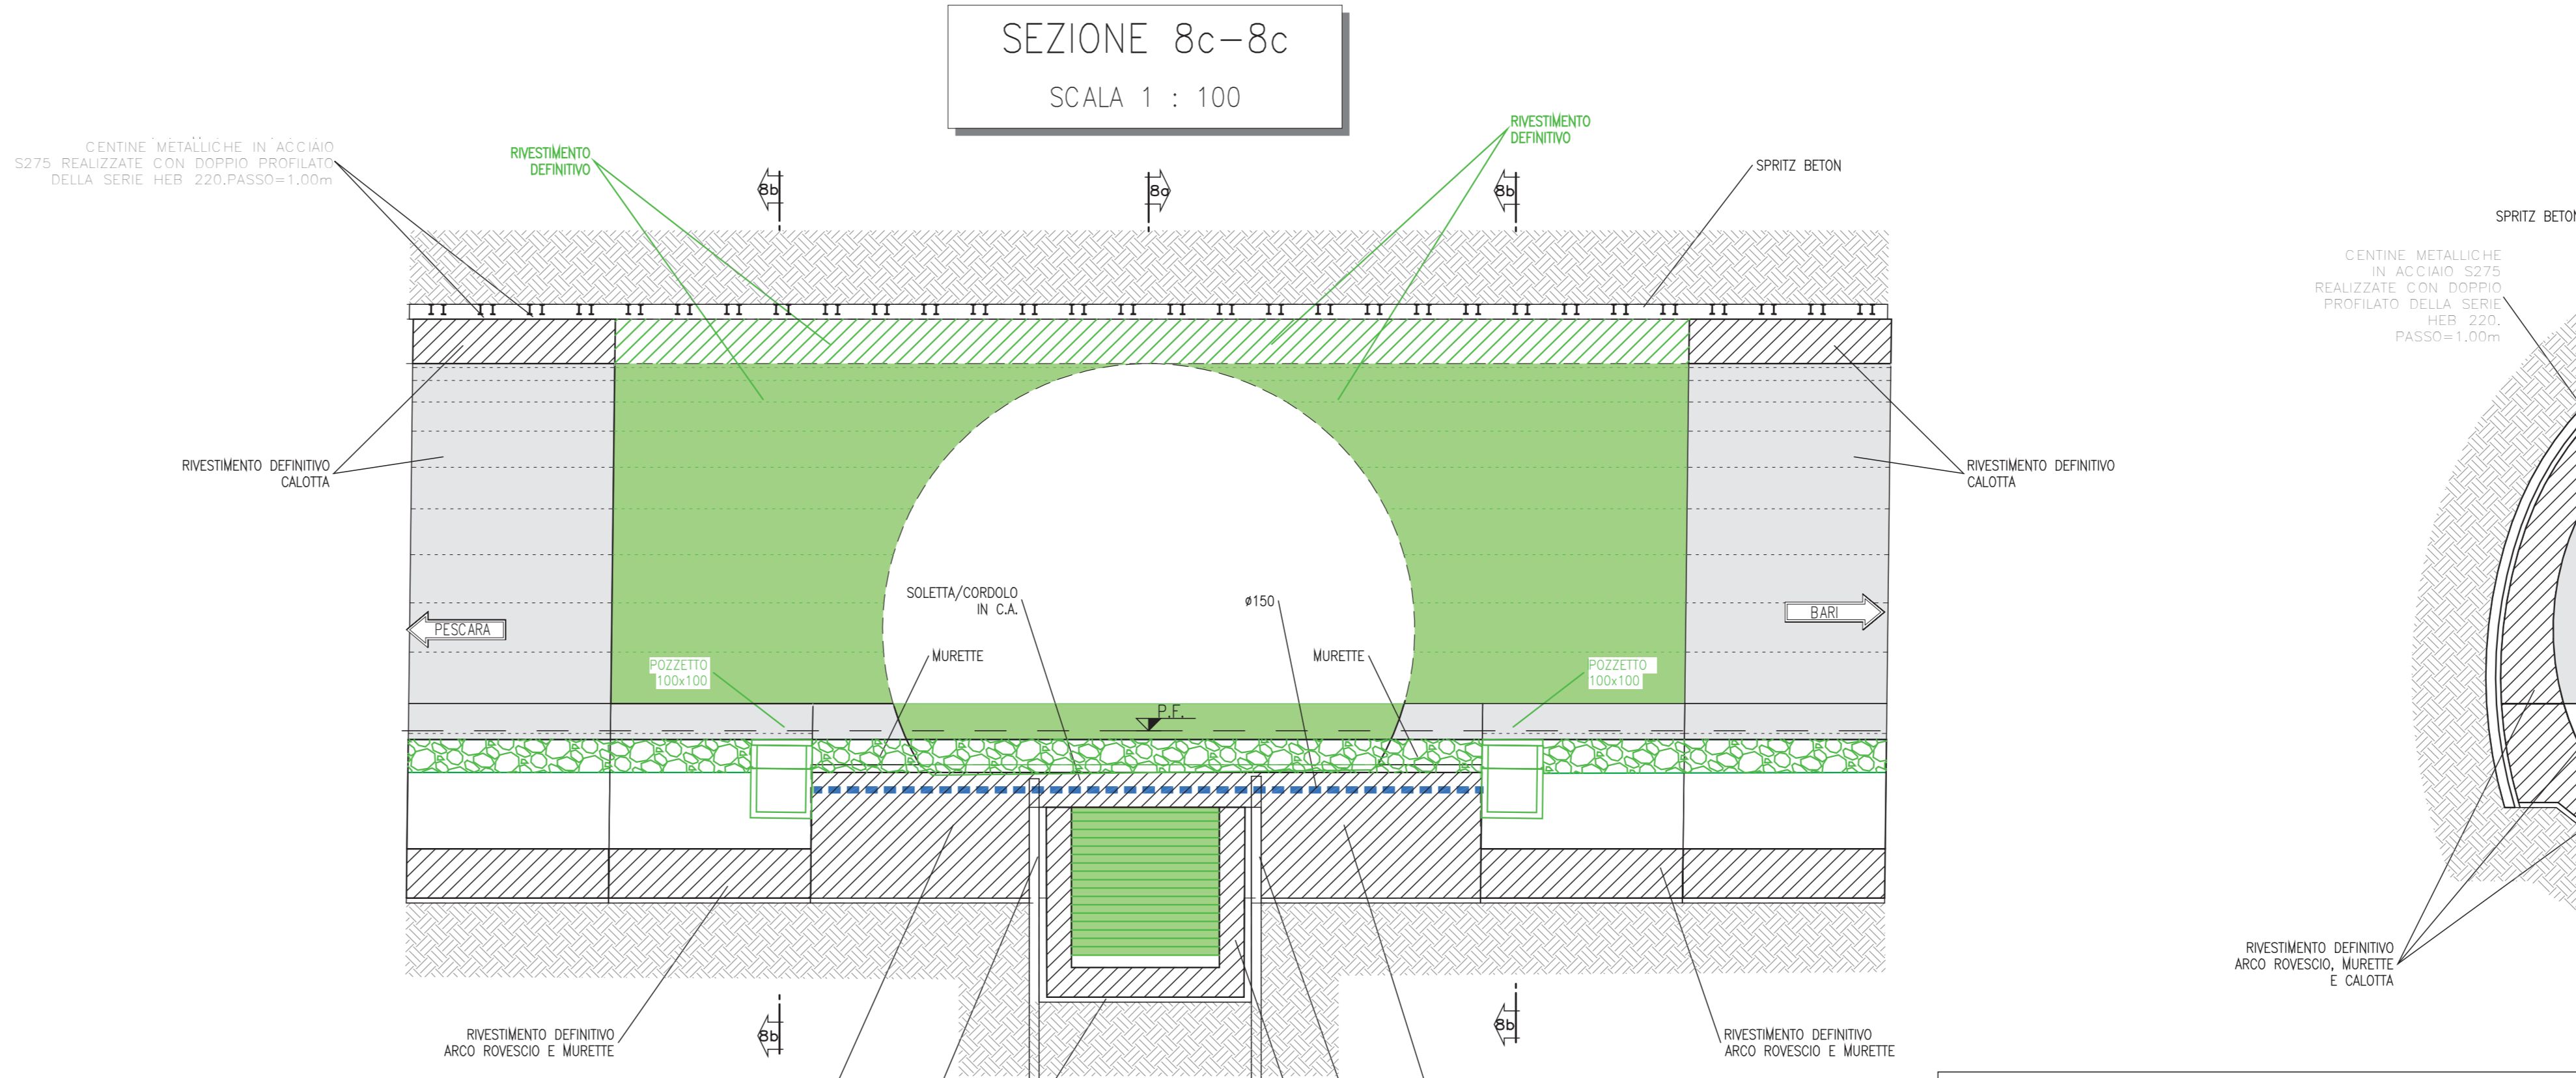 SEZIONE 8c-8c
SCALA 1 : 100
CENTINE METALLICHE IN ACCIAIO
S275 REALIZZATE CON DOPPIO PROFILATO
DELLA SERIE HEB 220,PASSO=1,00m
RIVESTIMENTO
DEFINITIVO
8b
8a
8b
RIVESTIMENTO
DEFINITIVO
SPRITZ BETON
SPRITZ BETON
CENTINE METALLICHE
IN ACCIAIO S275
REALIZZATE CON DOPPIO
PROFILATO DELLA SERIE
HEB 220,
PASSO=1,00m
RIVESTIMENTO DEFINITIVO
CALOTTA
RIVESTIMENTO DEFINITIVO
CALOTTA
PESCARA
SOLETTA/CORDOLO
IN C.A.
ø150
BARI
MURETTE
MURETTE
POZZETTO
100x100
POZZETTO
100x100
P.F.
RIVESTIMENTO DEFINITIVO
ARCO ROVESCIO, MURETTE
E CALOTTA
RIVESTIMENTO DEFINITIVO
ARCO ROVESCIO E MURETTE
8b
8b
RIVESTIMENTO DEFINITIVO
ARCO ROVESCIO E MURETTE